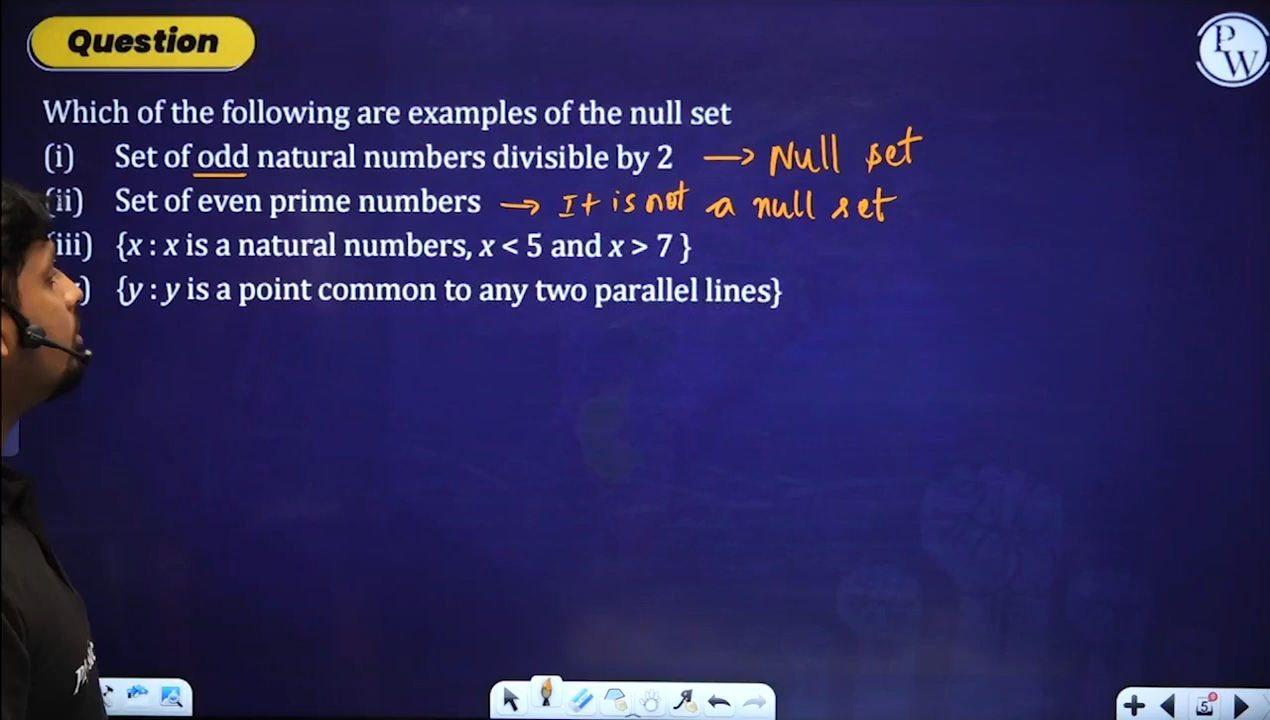 Question
PW
Which of the following are examples of the null set
(i) Set of odd natural numbers divisible by 2 → Null set
(ii) Set of even prime numbers → It is not a null set
(iii) {x : x is a natural numbers, x < 5 and x > 7 }
) {y : y is a point common to any two parallel lines}
5